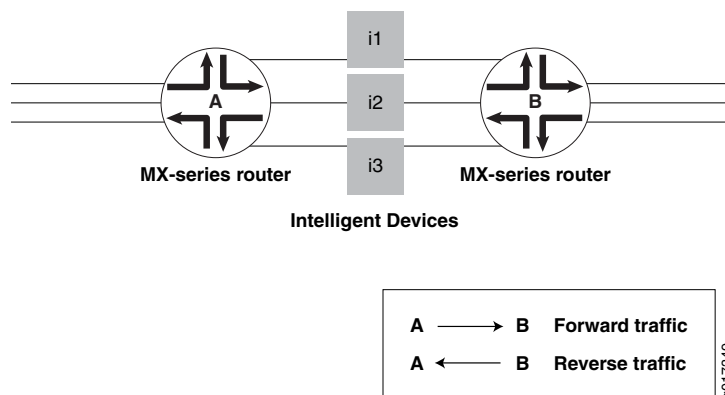 i1
A
i2
B
i3
MX-series router
MX-series router
Intelligent Devices
A B Forward traffic
A B Reverse traffic